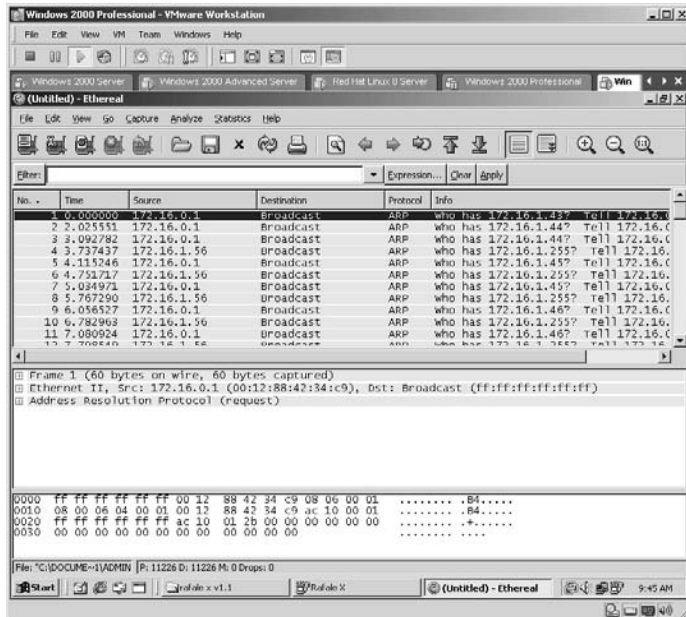 Windows 2000 Professional - VMware Workstation
File Edit View VM Team Windows Help
Windows 2000 Server Windows 2000 Advanced Server Red Hat Linux 8 Server Windows 2000 Professional Win
(Untitled) - Ethereal
File Edit View Go Capture Analyze Statistics Help
Filter: Expression... Clear Apply
No. Time Source Destination Protocol Info
1 0.000000 172.16.0.1 Broadcast ARP who has 172.16.1.43? Tell 172.16.0
2 2.025551 172.16.0.1 Broadcast ARP who has 172.16.1.44? Tell 172.16.0
3 3.092782 172.16.0.1 Broadcast ARP who has 172.16.1.44? Tell 172.16.0
4 3.737437 172.16.1.56 Broadcast ARP who has 172.16.1.255? Tell 172.16.
5 4.115246 172.16.0.1 Broadcast ARP who has 172.16.1.45? Tell 172.16.0
6 4.751717 172.16.1.56 Broadcast ARP who has 172.16.1.255? Tell 172.16.
7 5.034971 172.16.0.1 Broadcast ARP who has 172.16.1.45? Tell 172.16.0
8 5.767290 172.16.1.56 Broadcast ARP who has 172.16.1.255? Tell 172.16.
9 6.056527 172.16.0.1 Broadcast ARP who has 172.16.1.46? Tell 172.16.0
10 6.782963 172.16.1.56 Broadcast ARP who has 172.16.1.255? Tell 172.16.
11 7.080924 172.16.0.1 Broadcast ARP who has 172.16.1.46? Tell 172.16.0
Frame 1 (60 bytes on wire, 60 bytes captured)
Ethernet II, Src: 172.16.0.1 (00:12:88:42:34:c9), Dst: Broadcast (ff:ff:ff:ff:ff:ff)
Address Resolution Protocol (request)
0000 ff ff ff ff ff ff 00 12 88 42 34 c9 08 06 00 01 ........ .B4.....
0010 08 00 06 04 00 01 00 12 88 42 34 c9 ac 10 00 01 ........ .B4.....
0020 ff ff ff ff ff ff ac 10 01 2b 00 00 00 00 00 00 ........ .+......
0030 00 00 00 00 00 00 00 00 00 00 00 00 ........ ....
File: "C:\DOCUME~1\ADMIN P: 11226 D: 11226 M: 0 Drops: 0
Start rafale x v1.1 Rafale X (Untitled) - Ethereal 9:45 AM